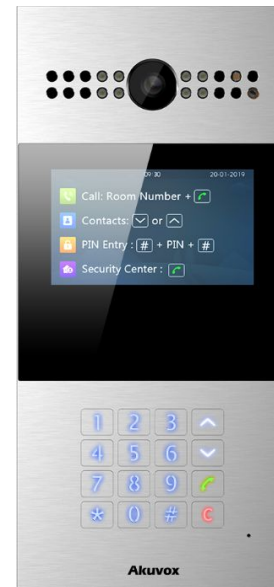 09:30 20-01-2019
Call: Room Number +
Contacts: or
PIN Entry : # + PIN + #
Security Center :
1 2 3
4 5 6
7 8 9
* 0 # C
Akuvox